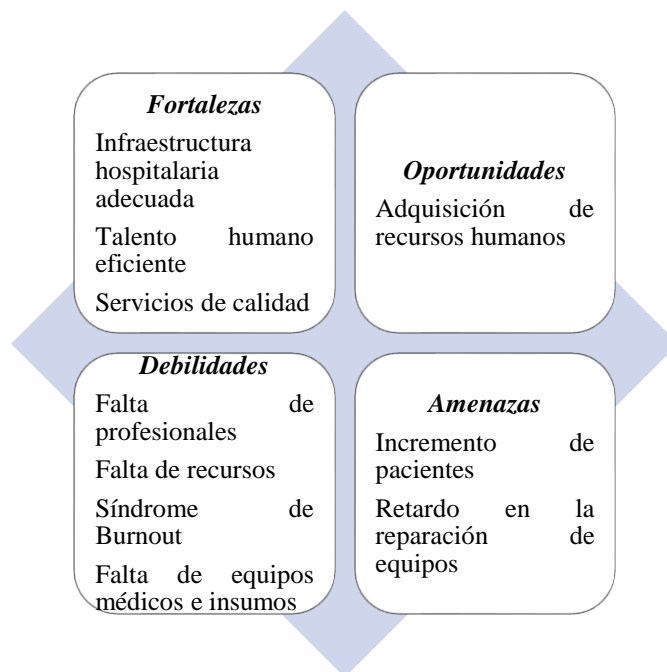 Fortalezas
Infraestructura
hospitalaria
adecuada
Talento humano
eficiente
Servicios de calidad
Oportunidades
Adquisición de
recursos humanos
Debilidades
Falta de
profesionales
Falta de recursos
Síndrome de
Burnout
Falta de equipos
médicos e insumos
Amenazas
Incremento de
pacientes
Retardo en la
reparación de
equipos